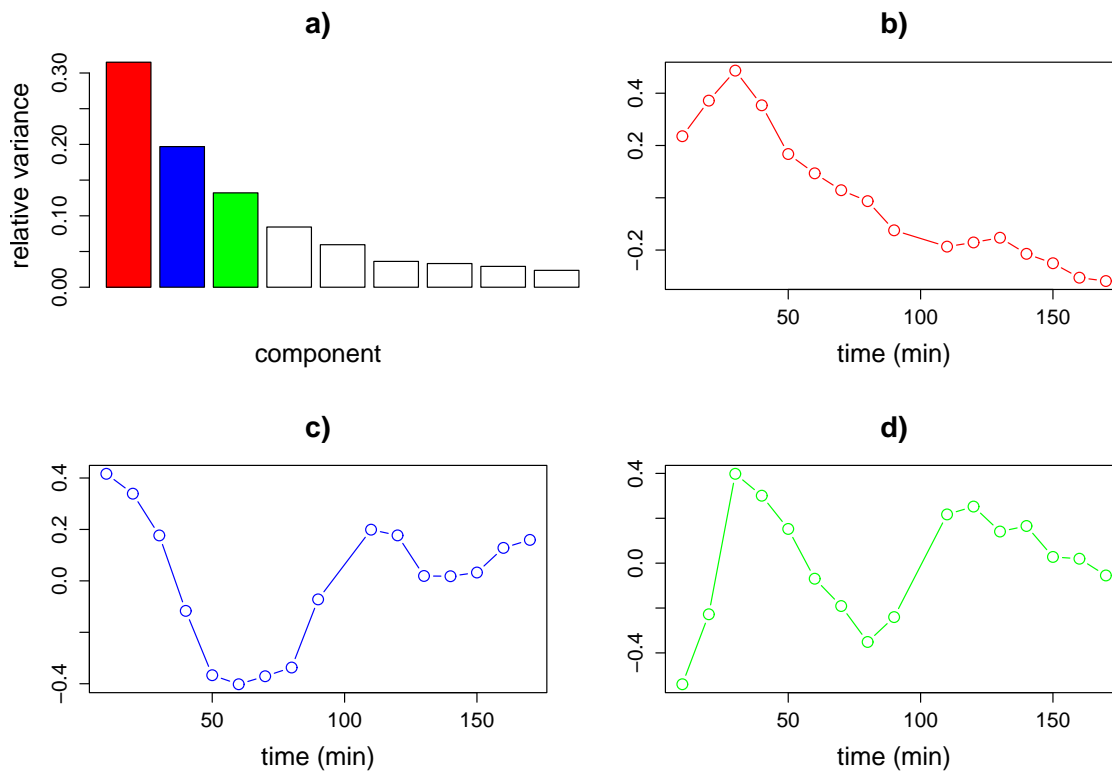 a)
relative variance
0.00 0.10 0.20 0.30
component
b)
-0.2 0.2 0.4
50 100 150
time (min)
c)
−0.4 0.0 0.2 0.4
50 100 150
time (min)
d)
−0.4 0.0 0.4
50 100 150
time (min)